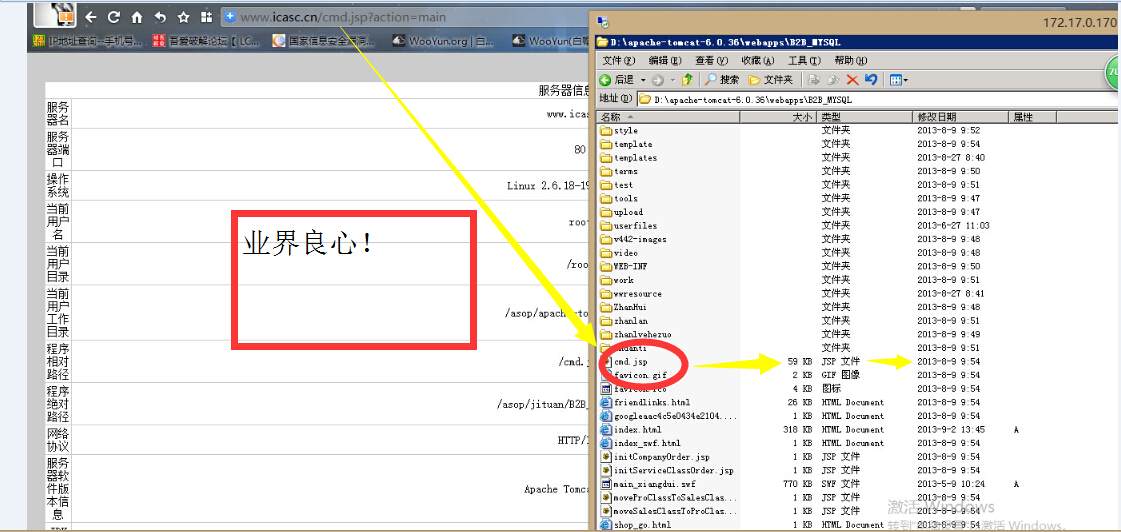 www.icasc.cn/cmd.jsp?action=main
IP地址查询--手机号...
吾爱破解论坛【 LC...
国家信息安全漏洞...
WooYun.org | 白...
WooYun(白帽
服务器信息
服务
器名
www.icas
服务
器端
口
80
操作
系统
Linux 2.6.18-19
当前
用户
名
root
当前
用户
目录
/roo
当前
用户
工作
目录
/asop/apache-to
程序
相对
路径
/cmd.j
程序
绝对
路径
/asop/jituan/B2B_
网络
协议
HTTP/1
服务
器软
件版
本信
息
Apache Tomca
业界良心！
172.17.0.170
D:\apache-tomcat-6.0.36\webapps\B2B_MYSQL
文件(F) 编辑(E) 查看(V) 收藏(A) 工具(T) 帮助(H)
后退 搜索 文件夹
地址(D) D:\apache-tomcat-6.0.36\webapps\B2B_MYSQL
名称 大小 类型 修改日期 属性
style 文件夹 2013-8-9 9:52
template 文件夹 2013-8-9 9:54
templates 文件夹 2013-8-27 8:40
terms 文件夹 2013-8-9 9:50
test 文件夹 2013-8-9 9:51
tools 文件夹 2013-8-9 9:47
upload 文件夹 2013-8-9 9:47
userfiles 文件夹 2013-6-27 11:03
v442-images 文件夹 2013-8-9 9:48
video 文件夹 2013-8-9 9:48
WEB-INF 文件夹 2013-8-9 9:50
work 文件夹 2013-8-9 9:51
wwresource 文件夹 2013-8-27 8:41
ZhanHui 文件夹 2013-8-9 9:48
zhanlan 文件夹 2013-8-9 9:51
zhanlvehezuo 文件夹 2013-8-9 9:49
文件夹 2013-8-9 9:51
cmd.jsp 59 KB JSP 文件 2013-8-9 9:54
favicon.gif 2 KB GIF 图像 2013-8-9 9:54
favicon.ico 4 KB 图标 2013-8-9 9:54
friendlinks.html 26 KB HTML Document 2013-8-9 9:54
googleaac4c5e0434e2104.... 1 KB HTML Document 2013-8-9 9:54
index.html 318 KB HTML Document 2013-9-2 13:45 A
index_swf.html 1 KB HTML Document 2013-8-9 9:54
initCompanyOrder.jsp 1 KB JSP 文件 2013-8-9 9:54
initServiceClassOrder.jsp 1 KB JSP 文件 2013-8-9 9:54
main_xiangdui.swf 770 KB SWF 文件 2013-5-9 10:24 A
moveProClassToSalesClas... 1 KB JSP 文件 2013-8-9 9:54
moveSalesClassToProClas... 1 KB JSP 文件 2013-8-9 9:54
shop_go.html 1 KB HTML Document 2013-8-9 9:54
激活 Windows
转到"
激活 Windows。